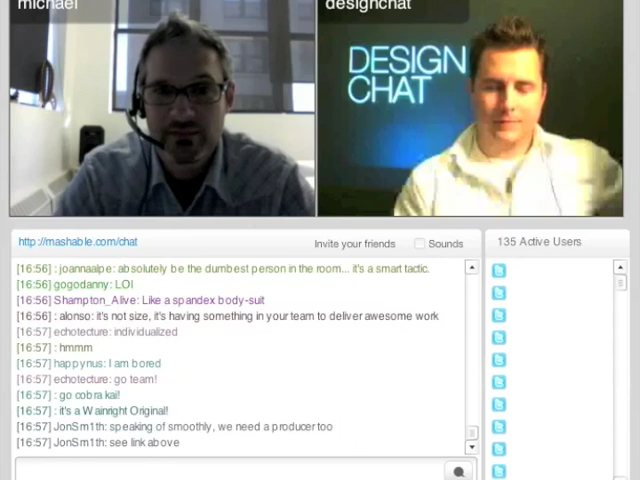 michael
designchat
DESIGN
CHAT
http://mashable.com/chat
Invite your friends
Sounds
135 Active Users
[16:56] : joannaalpe: absolutely be the dumbest person in the room... it's a smart tactic.
[16:56] gogodanny: LOl
[16:56] Shampton_Alive: Like a spandex body-suit
[16:56] : alonso: it's not size, it's having something in your team to deliver awesome work
[16:57] echotecture: individualized
[16:57] : hmmm
[16:57] happynus: I am bored
[16:57] echotecture: go team!
[16:57] : go cobra kai!
[16:57] : it's a Wainright Original!
[16:57] JonSm1th: speaking of smoothly, we need a producer too
[16:57] JonSm1th: see link above